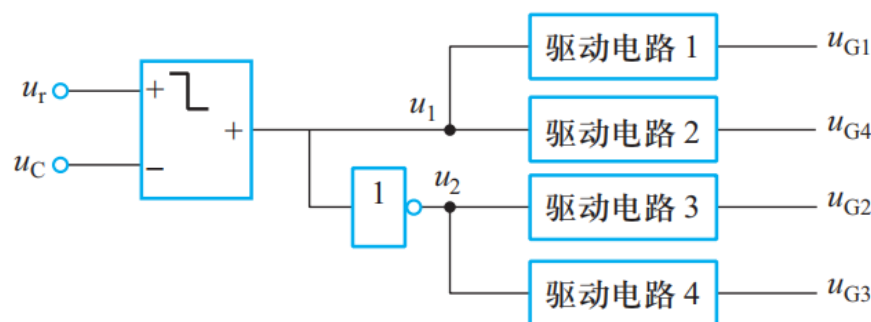 驱动电路 1 u_G1
u_r + +
u_1
驱动电路 2 u_G4
u_C −
1
u_2
驱动电路 3 u_G2
驱动电路 4 u_G3